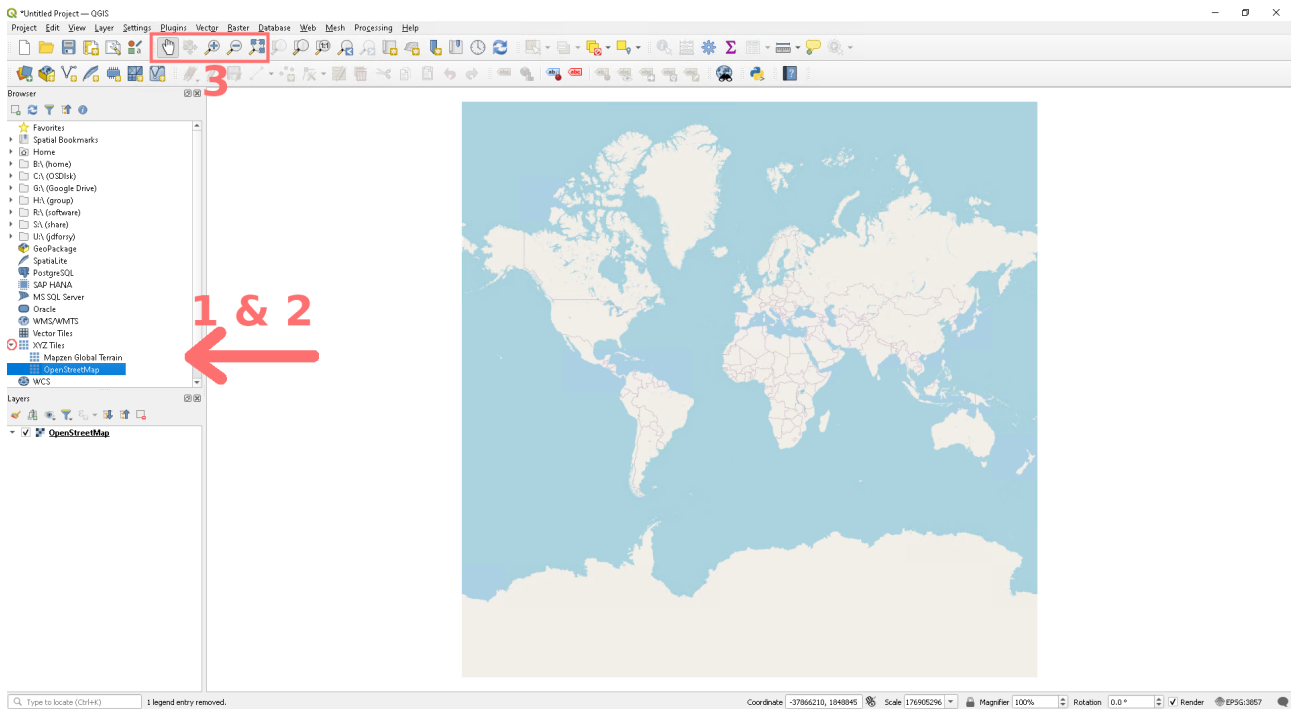 *Untitled Project — QGIS
Project Edit View Layer Settings Plugins Vector Raster Database Web Mesh Processing Help
3
Browser
Favorites
Spatial Bookmarks
Home
B:\ (home)
C:\ (OSDisk)
G:\ (Google Drive)
H:\ (group)
R:\ (software)
S:\ (share)
U:\ (jdforsy)
GeoPackage
SpatiaLite
PostgreSQL
SAP HANA
MS SQL Server
1 & 2
Oracle
WMS/WMTS
Vector Tiles
XYZ Tiles
Mapzen Global Terrain
OpenStreetMap
WCS
Layers
OpenStreetMap
Type to locate (Ctrl+K) 1 legend entry removed. Coordinate -37866210, 1848845 Scale 176905296 Magnifier 100% Rotation 0.0 ° Render EPSG:3857